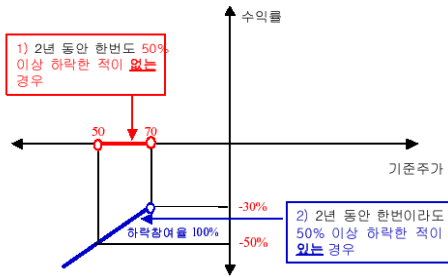 수익률
1) 2년 동안 한번도 50%
이상 하락한 적이 없는
경우
50
70
기준주가
-30%
하락참여율 100%
-50%
2) 2년 동안 한번이라도
50% 이상 하락한 적이
있는 경우